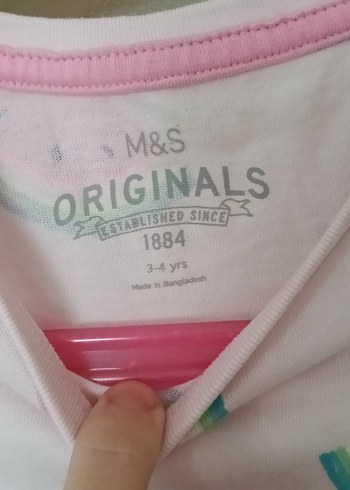 M&S
ORIGINALS
ESTABLISHED SINCE
1884
3-4 yrs
Made in Bangladesh